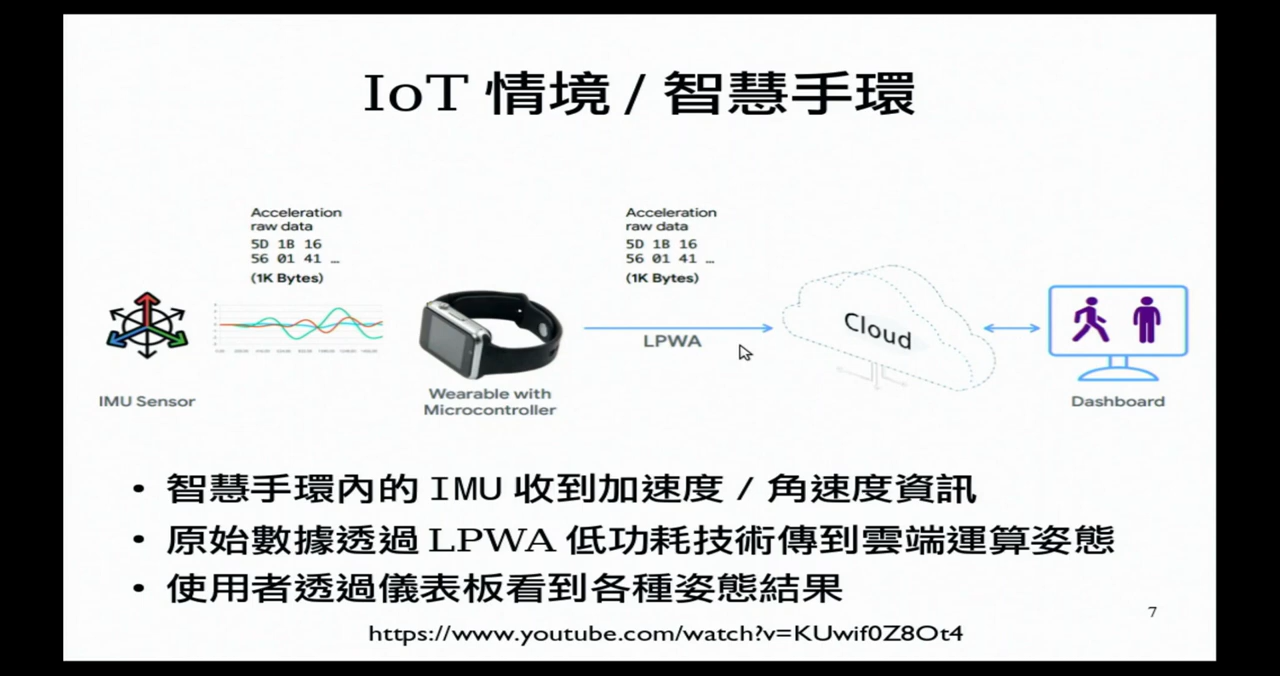 IoT 情境 / 智慧手環
Acceleration
raw data
5D 1B 16
56 01 41 …
(1K Bytes)
Acceleration
raw data
5D 1B 16
56 01 41 …
(1K Bytes)
LPWA
Cloud
IMU Sensor
Wearable with
Microcontroller
Dashboard
• 智慧手環內的 IMU 收到加速度 / 角速度資訊
• 原始數據透過 LPWA 低功耗技術傳到雲端運算姿態
• 使用者透過儀表板看到各種姿態結果
7
https://www.youtube.com/watch?v=KUwif0Z8Ot4